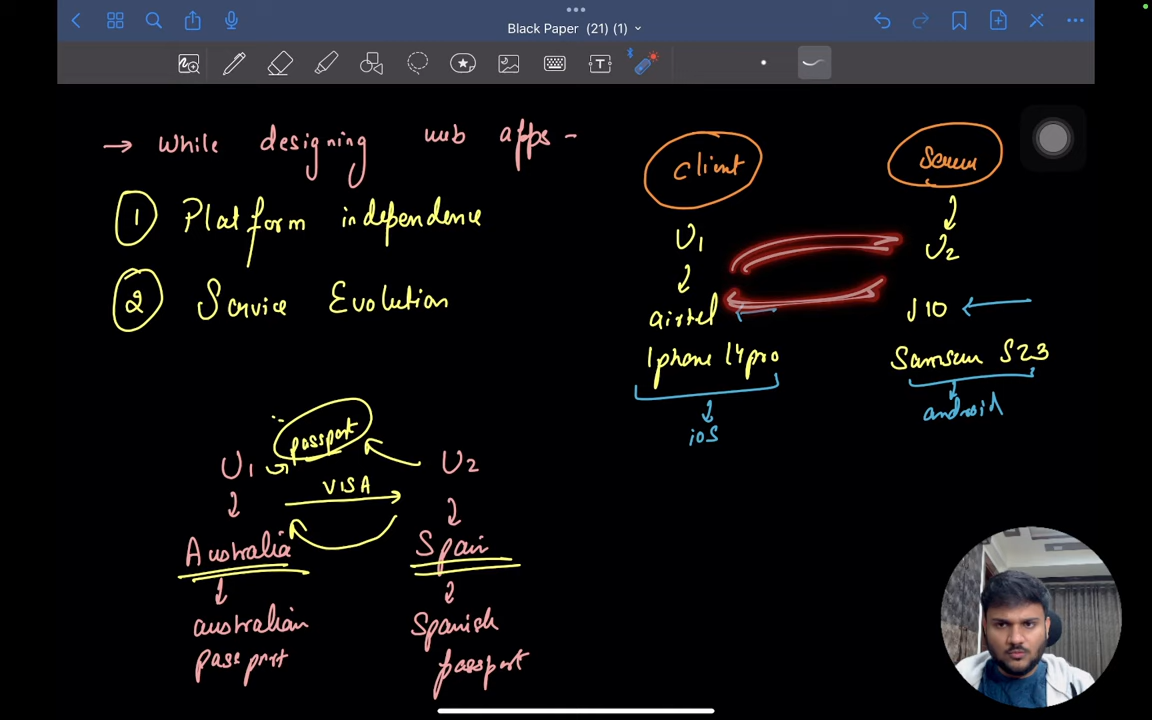 Black Paper (21) (1)
→ While designing web apps -
1 Platform independence
2 Service Evolution
Client
Server
U1
U2
airtel
J10
Iphone 14pro
Samsun S23
iOS
android
passport
U1
U2
VISA
Australia
Spain
australian
passport
Spanish
passport